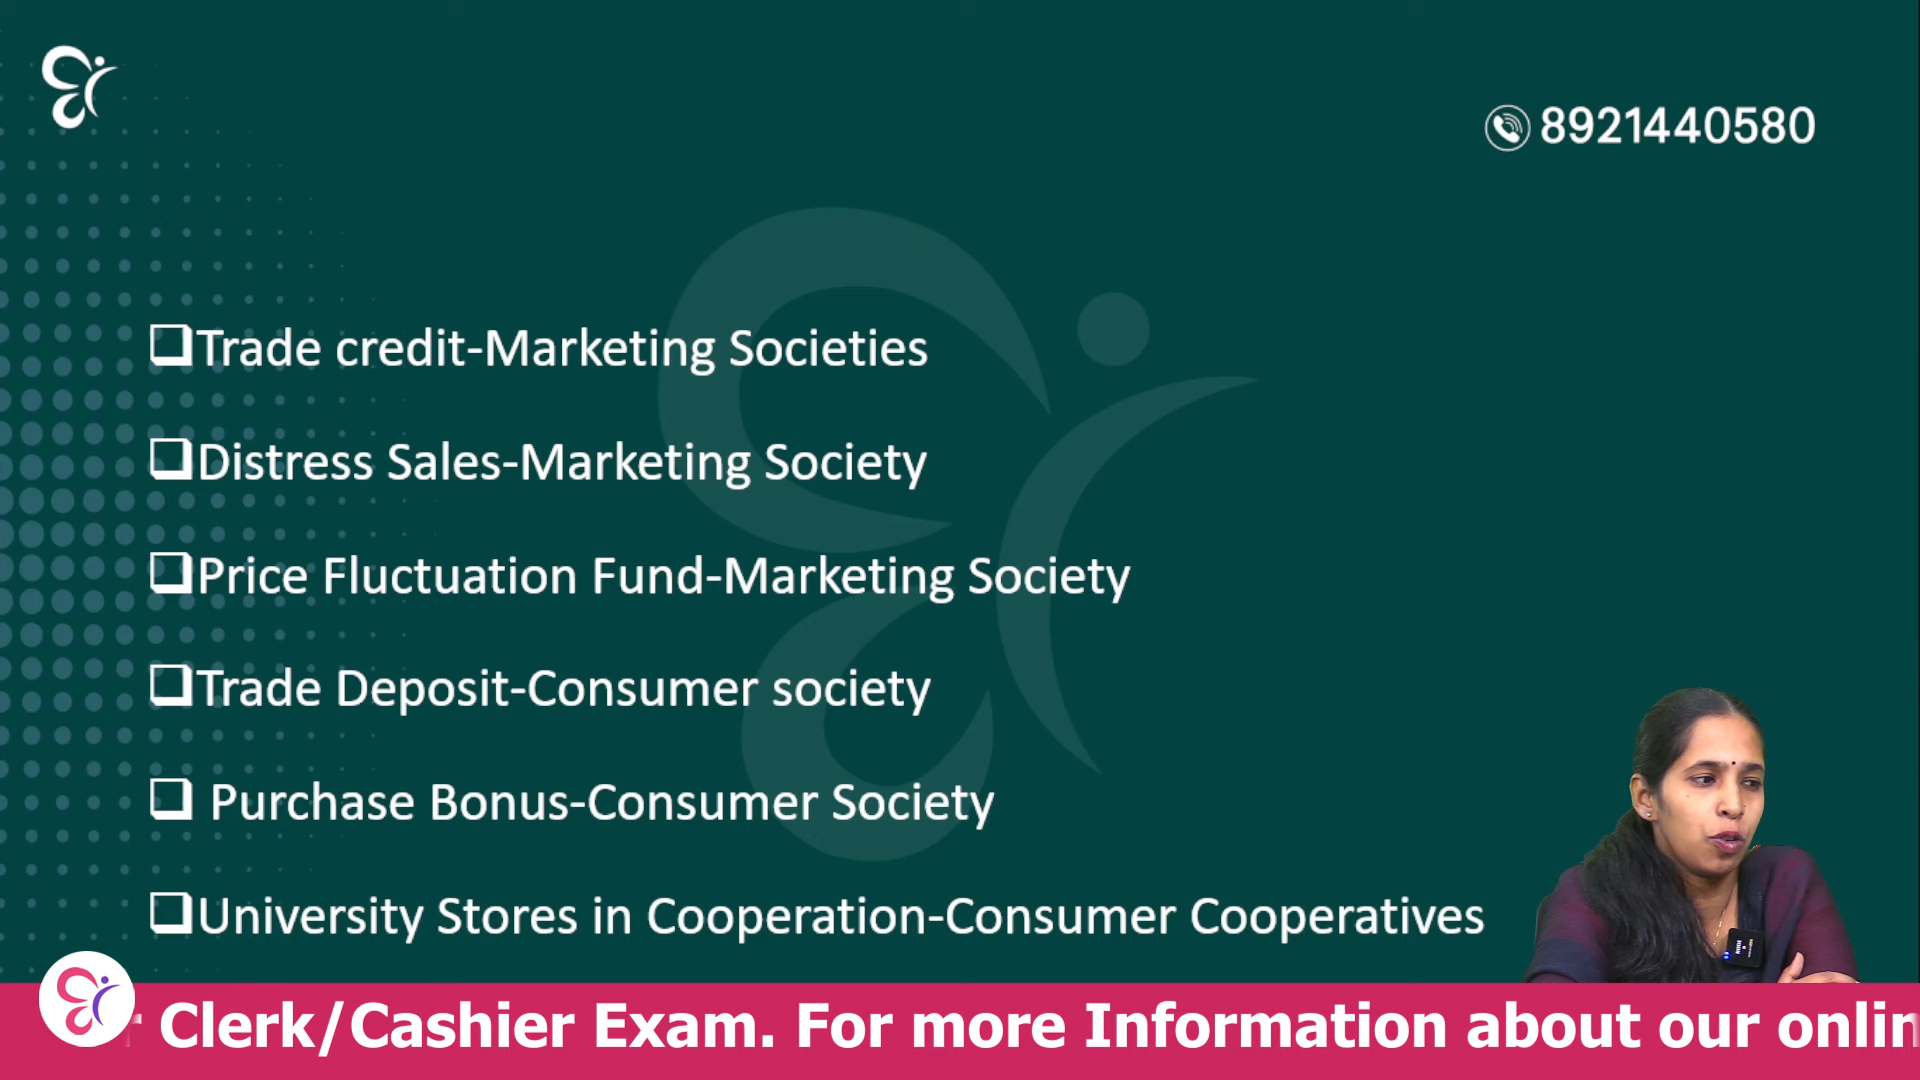 8921440580
Trade credit-Marketing Societies
Distress Sales-Marketing Society
Price Fluctuation Fund-Marketing Society
Trade Deposit-Consumer society
Purchase Bonus-Consumer Society
University Stores in Cooperation-Consumer Cooperatives
Clerk/Cashier Exam. For more Information about our